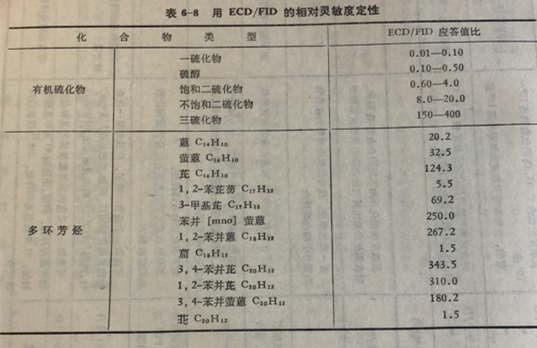 表 6-8 用 ECD/FID 的相对灵敏度定性
化 合 物 类 型 ECD/FID 应答值比
有机硫化物 一硫化物 0.01—0.10
硫醇 0.10—0.50
饱和二硫化物 0.60—4.0
不饱和二硫化物 8.0—20.0
三硫化物 150—400
多环芳烃 蒽 C₁₄H₁₀ 20.2
萤蒽 C₁₆H₁₀ 32.5
芘 C₁₆H₁₀ 124.3
1,2-苯芘芴 C₁₇H₁₂ 5.5
3-甲基芘 C₁₇H₁₂ 69.2
苯并 [mno] 萤蒽 250.0
1,2-苯并蒽 C₁₈H₁₂ 267.2
䓛 C₁₈H₁₂ 1.5
3,4-苯并芘 C₂₀H₁₂ 343.5
1,2-苯并芘 C₂₀H₁₂ 310.0
3,4-苯并萤蒽 C₂₀H₁₂ 180.2
苝 C₂₀H₁₂ 1.5